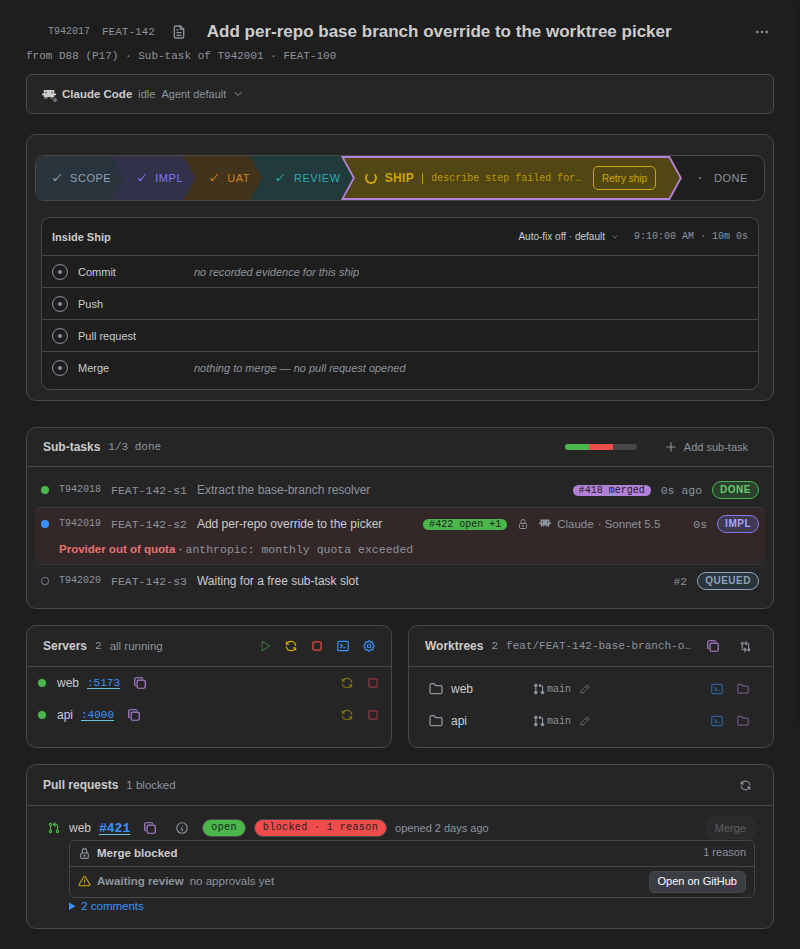 T942017 FEAT-142 Add per-repo base branch override to the worktree picker
from D88 (P17) · Sub-task of T942001 · FEAT-100
Claude Code idle Agent default
SCOPE IMPL UAT REVIEW SHIP describe step failed for… Retry ship DONE
Inside Ship Auto-fix off · default 9:10:00 AM · 10m 0s
Commit no recorded evidence for this ship
Push
Pull request
Merge nothing to merge — no pull request opened
Sub-tasks 1/3 done Add sub-task
T942018 FEAT-142-s1 Extract the base-branch resolver #418 merged 0s ago DONE
T942019 FEAT-142-s2 Add per-repo override to the picker #422 open +1 Claude · Sonnet 5.5 0s IMPL
Provider out of quota · anthropic: monthly quota exceeded
T942020 FEAT-142-s3 Waiting for a free sub-task slot #2 QUEUED
Servers 2 all running
web :5173
api :4000
Worktrees 2 feat/FEAT-142-base-branch-o…
web main
api main
Pull requests 1 blocked
web #421 open blocked · 1 reason opened 2 days ago Merge
Merge blocked 1 reason
Awaiting review no approvals yet Open on GitHub
2 comments